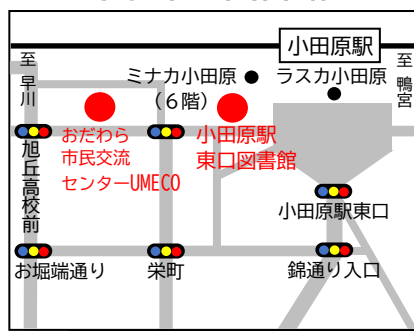 小田原駅
至早川
ミナカ小田原
(6階)
ラスカ小田原
至鴨宮
おだわら
市民交流
センターUMECO
小田原駅
東口図書館
旭丘高校前
小田原駅東口
お堀端通り
栄町
錦通り入口